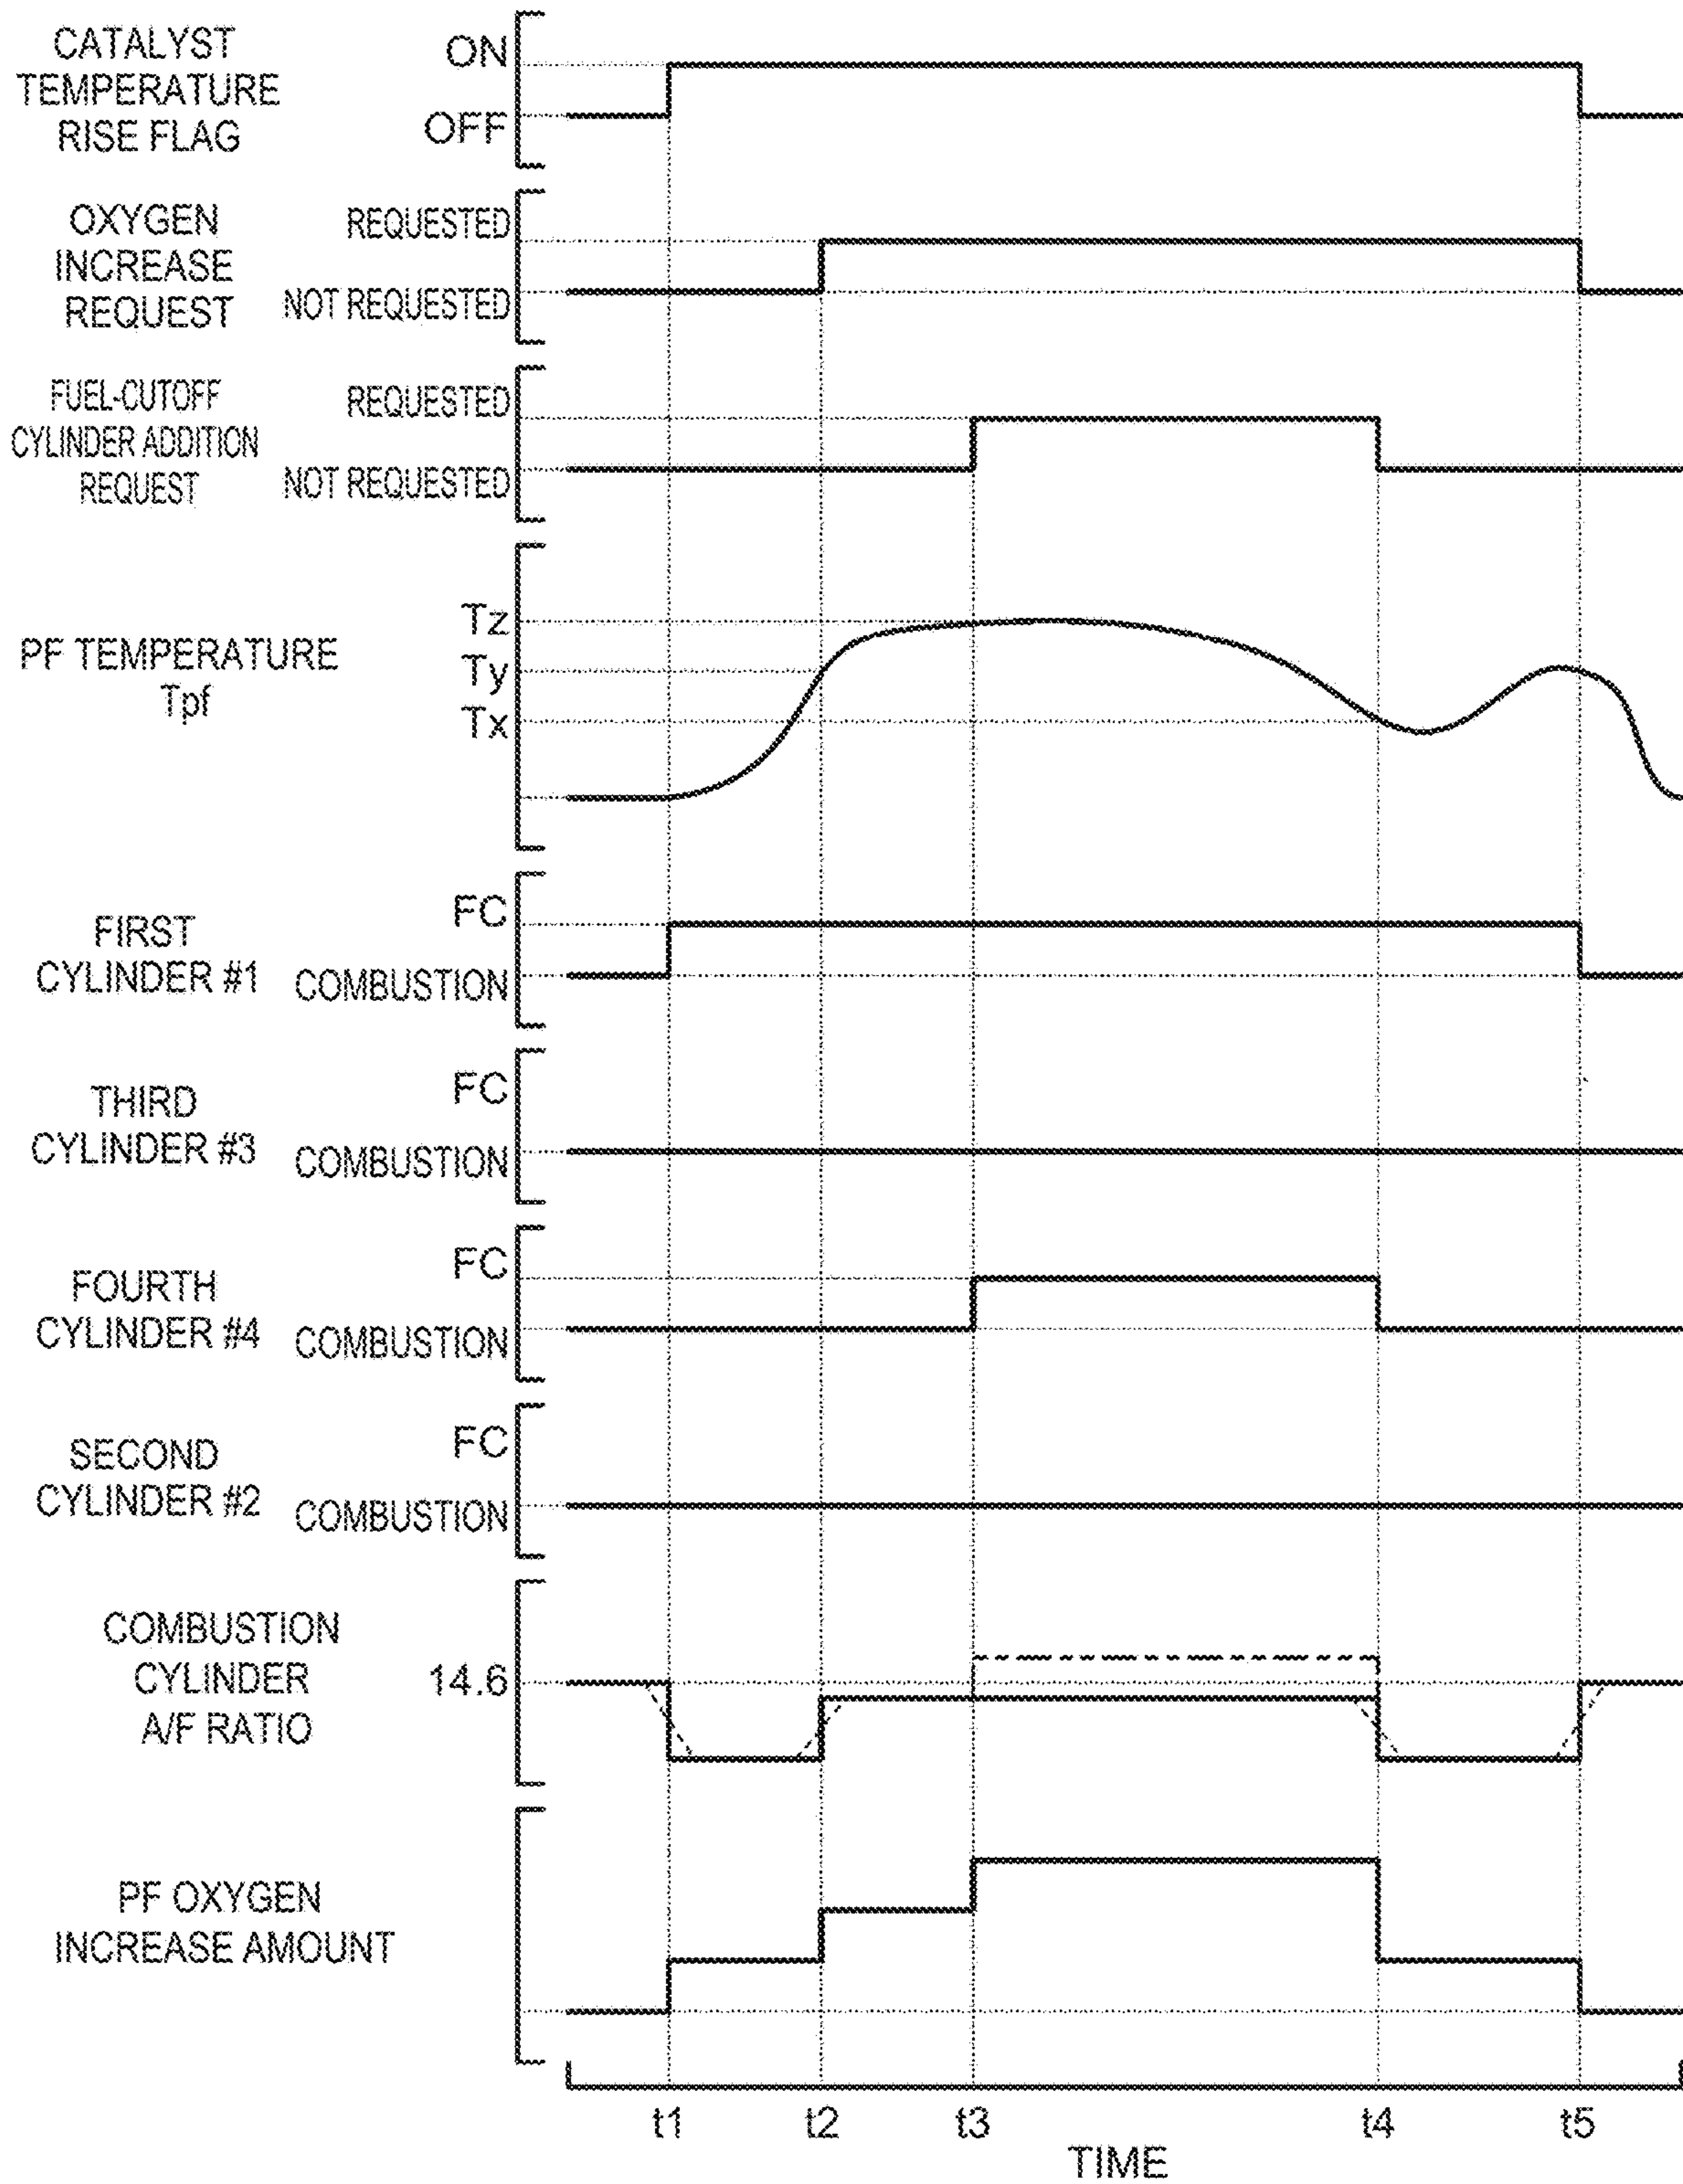 CATALYST
TEMPERATURE
RISE FLAG
ON
OFF
OXYGEN
INCREASE
REQUEST
REQUESTED
NOT REQUESTED
FUEL-CUTOFF
CYLINDER ADDITION
REQUEST
REQUESTED
NOT REQUESTED
PF TEMPERATURE
Tpf
Tz
Ty
Tx
FIRST
CYLINDER #1
FC
COMBUSTION
THIRD
CYLINDER #3
FC
COMBUSTION
FOURTH
CYLINDER #4
FC
COMBUSTION
SECOND
CYLINDER #2
FC
COMBUSTION
COMBUSTION
CYLINDER
A/F RATIO
14.6
PF OXYGEN
INCREASE AMOUNT
t1 t2 t3 t4 t5
TIME